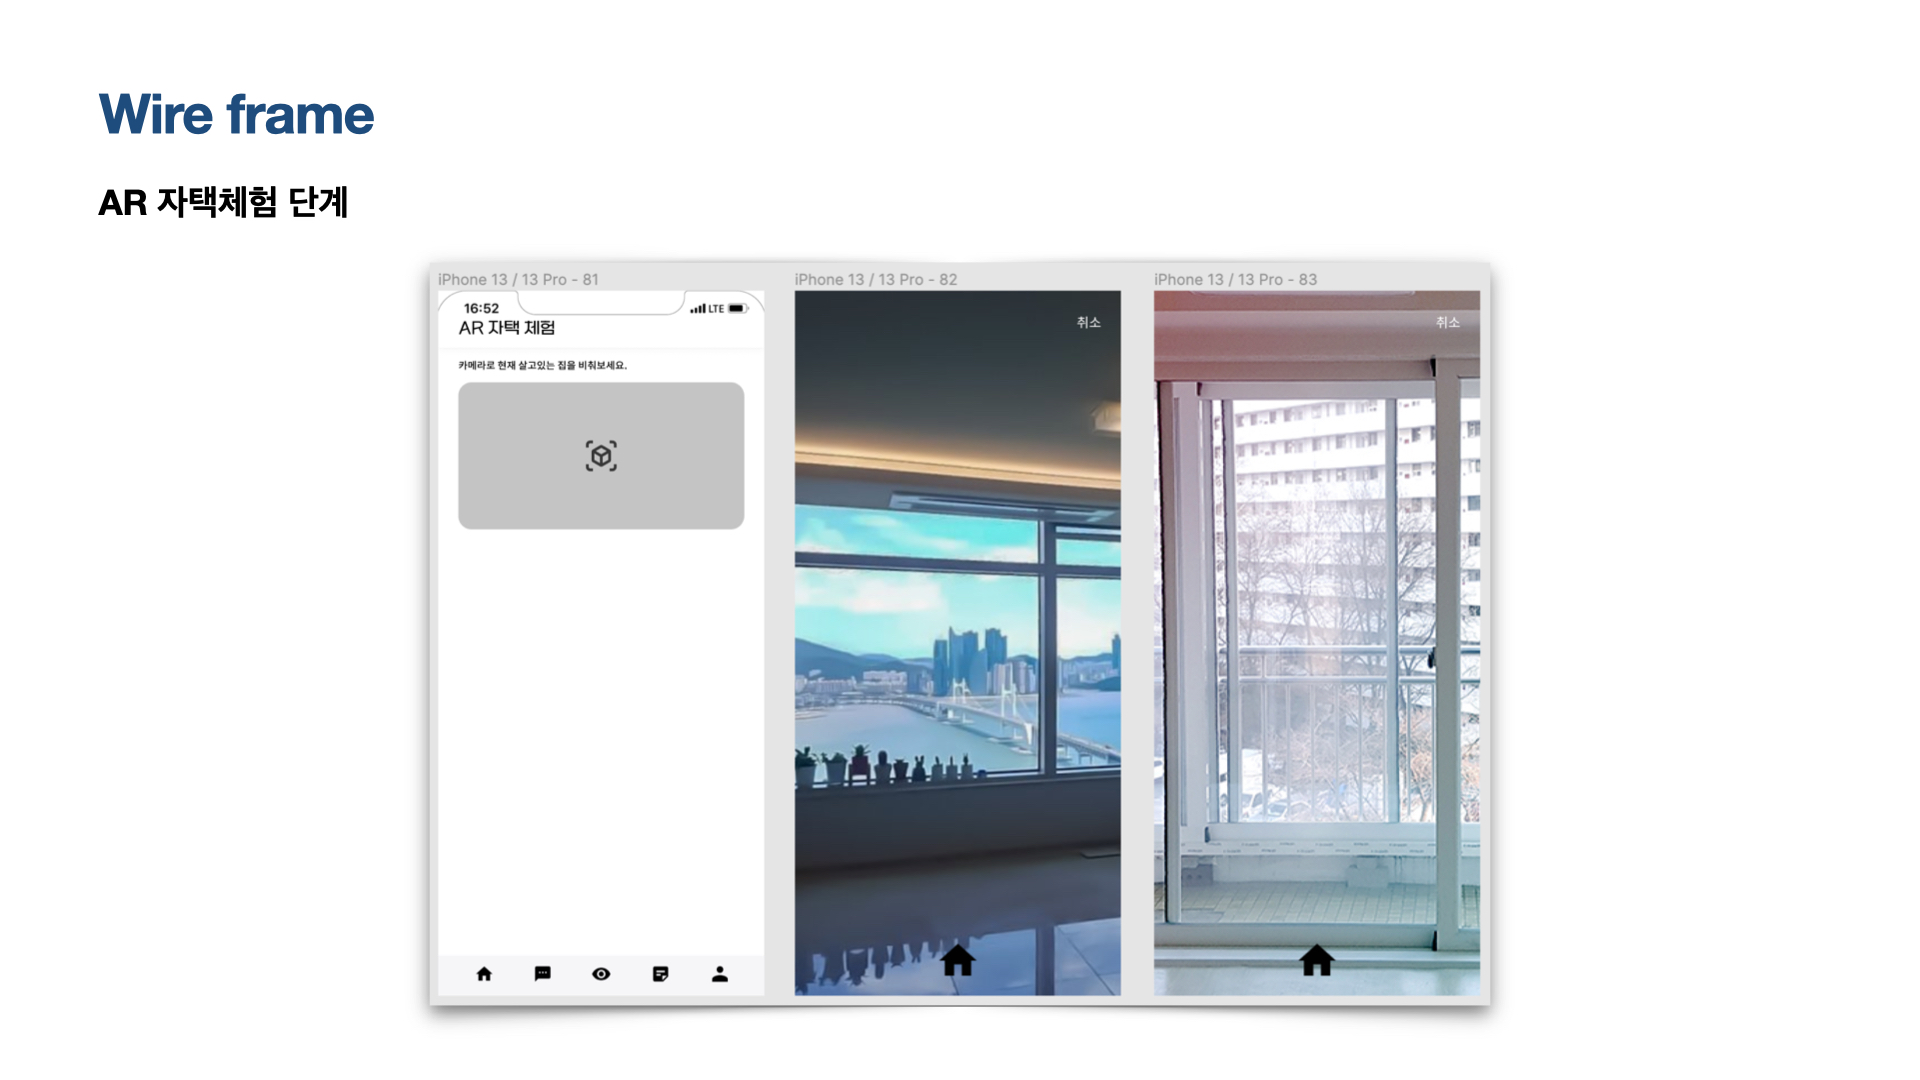 Wire frame
AR 자택체험 단계
iPhone 13 / 13 Pro - 81
16:52
LTE
AR 자택 체험
카메라로 현재 살고있는 집을 비춰보세요.
iPhone 13 / 13 Pro - 82
취소
iPhone 13 / 13 Pro - 83
취소